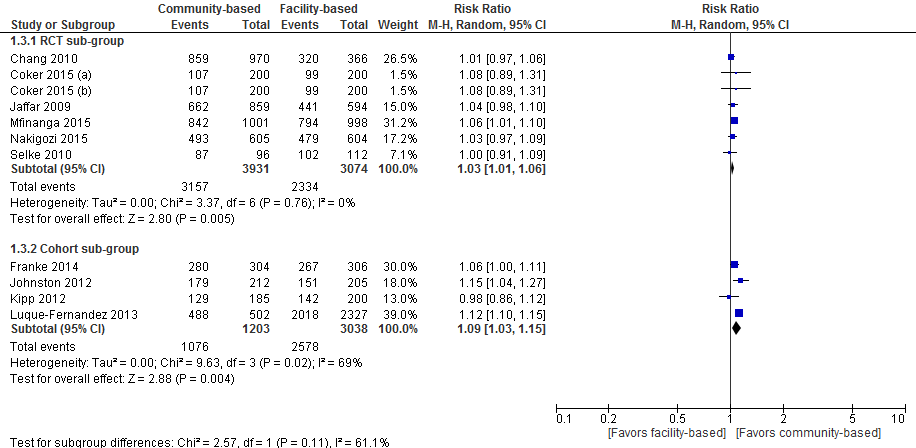 Community-based Facility-based Risk Ratio Risk Ratio
Study or Subgroup Events Total Events Total Weight M-H, Random, 95% CI M-H, Random, 95% CI
1.3.1 RCT sub-group
Chang 2010 859 970 320 366 26.5% 1.01 [0.97, 1.06]
Coker 2015 (a) 107 200 99 200 1.5% 1.08 [0.89, 1.31]
Coker 2015 (b) 107 200 99 200 1.5% 1.08 [0.89, 1.31]
Jaffar 2009 662 859 441 594 15.0% 1.04 [0.98, 1.10]
Mfinanga 2015 842 1001 794 998 31.2% 1.06 [1.01, 1.10]
Nakigozi 2015 493 605 479 604 17.2% 1.03 [0.97, 1.09]
Selke 2010 87 96 102 112 7.1% 1.00 [0.91, 1.09]
Subtotal (95% CI) 3931 3074 100.0% 1.03 [1.01, 1.06]
Total events 3157 2334
Heterogeneity: Tau² = 0.00; Chi² = 3.37, df = 6 (P = 0.76); I² = 0%
Test for overall effect: Z = 2.80 (P = 0.005)
1.3.2 Cohort sub-group
Franke 2014 280 304 267 306 30.0% 1.06 [1.00, 1.11]
Johnston 2012 179 212 151 205 18.0% 1.15 [1.04, 1.27]
Kipp 2012 129 185 142 200 13.0% 0.98 [0.86, 1.12]
Luque-Fernandez 2013 488 502 2018 2327 39.0% 1.12 [1.10, 1.15]
Subtotal (95% CI) 1203 3038 100.0% 1.09 [1.03, 1.15]
Total events 1076 2578
Heterogeneity: Tau² = 0.00; Chi² = 9.63, df = 3 (P = 0.02); I² = 69%
Test for overall effect: Z = 2.88 (P = 0.004)
0.1 0.2 0.5 1 2 5 10
[Favors facility-based] [Favors community-based]
Test for subgroup differences: Chi² = 2.57, df = 1 (P = 0.11), I² = 61.1%